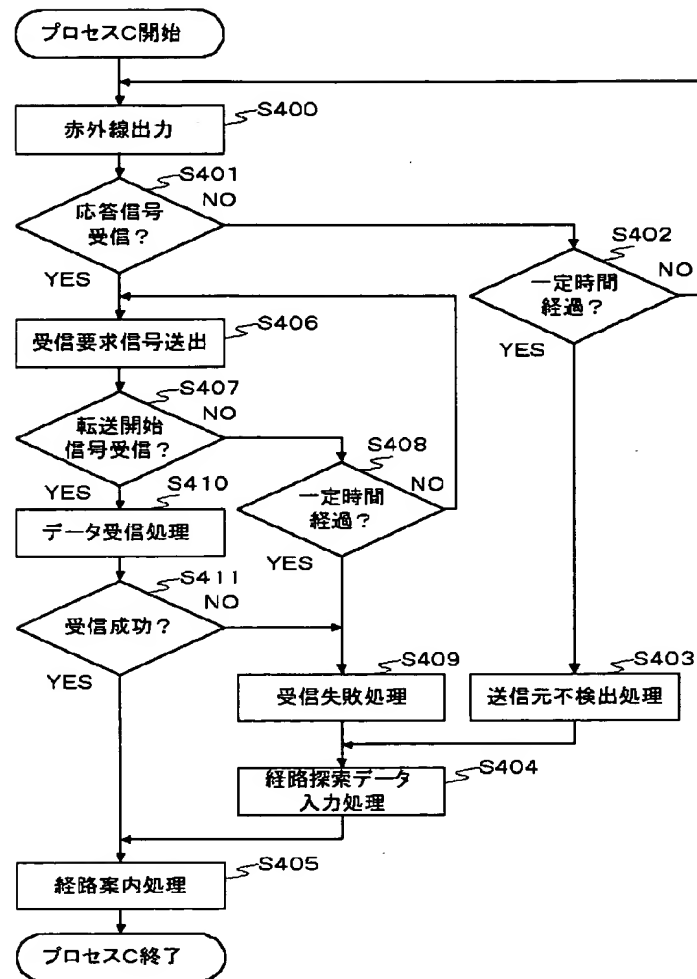 プロセスC開始
赤外線出力
S400
応答信号
受信?
S401
NO
YES
一定時間
経過?
S402
NO
YES
受信要求信号送出
S406
転送開始
信号受信?
S407
NO
YES
一定時間
経過?
S408
NO
YES
データ受信処理
S410
受信成功?
S411
NO
YES
受信失敗処理
S409
送信元不検出処理
S403
経路探索データ
入力処理
S404
経路案内処理
S405
プロセスC終了